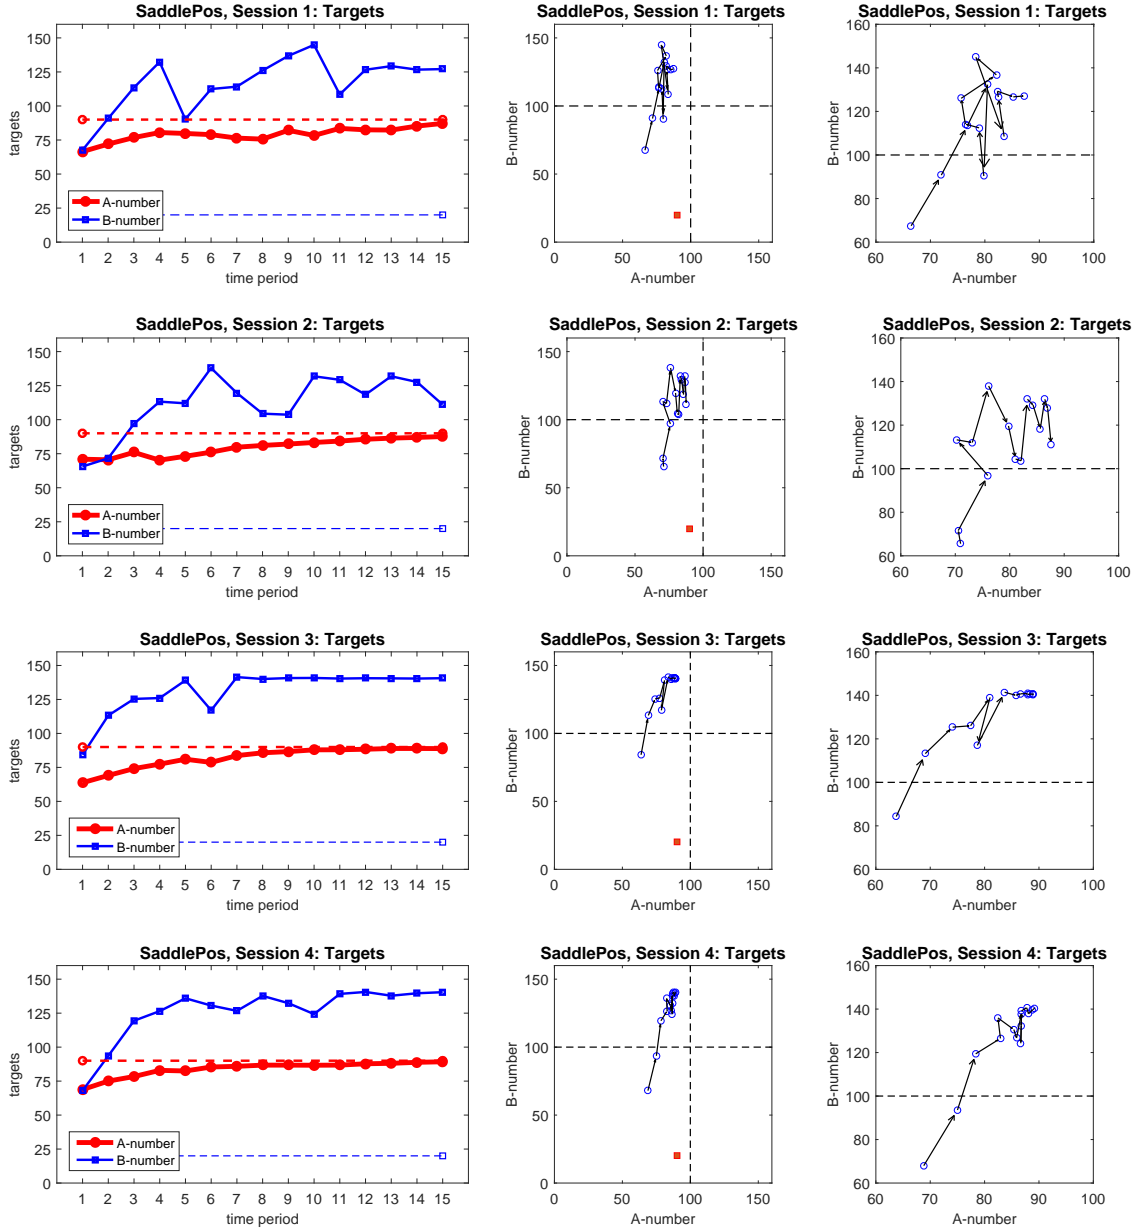 SaddlePos, Session 1: Targets
targets
150
125
100
75
50
25
0
A-number
B-number
1 2 3 4 5 6 7 8 9 10 11 12 13 14 15
time period
SaddlePos, Session 1: Targets
B-number
150
100
50
0
0 50 100 150
A-number
SaddlePos, Session 1: Targets
B-number
160
140
120
100
80
60
60 70 80 90 100
A-number
SaddlePos, Session 2: Targets
targets
150
125
100
75
50
25
0
A-number
B-number
1 2 3 4 5 6 7 8 9 10 11 12 13 14 15
time period
SaddlePos, Session 2: Targets
B-number
150
100
50
0
0 50 100 150
A-number
SaddlePos, Session 2: Targets
B-number
160
140
120
100
80
60
60 70 80 90 100
A-number
SaddlePos, Session 3: Targets
targets
150
125
100
75
50
25
0
A-number
B-number
1 2 3 4 5 6 7 8 9 10 11 12 13 14 15
time period
SaddlePos, Session 3: Targets
B-number
150
100
50
0
0 50 100 150
A-number
SaddlePos, Session 3: Targets
B-number
160
140
120
100
80
60
60 70 80 90 100
A-number
SaddlePos, Session 4: Targets
targets
150
125
100
75
50
25
0
A-number
B-number
1 2 3 4 5 6 7 8 9 10 11 12 13 14 15
time period
SaddlePos, Session 4: Targets
B-number
150
100
50
0
0 50 100 150
A-number
SaddlePos, Session 4: Targets
B-number
160
140
120
100
80
60
60 70 80 90 100
A-number